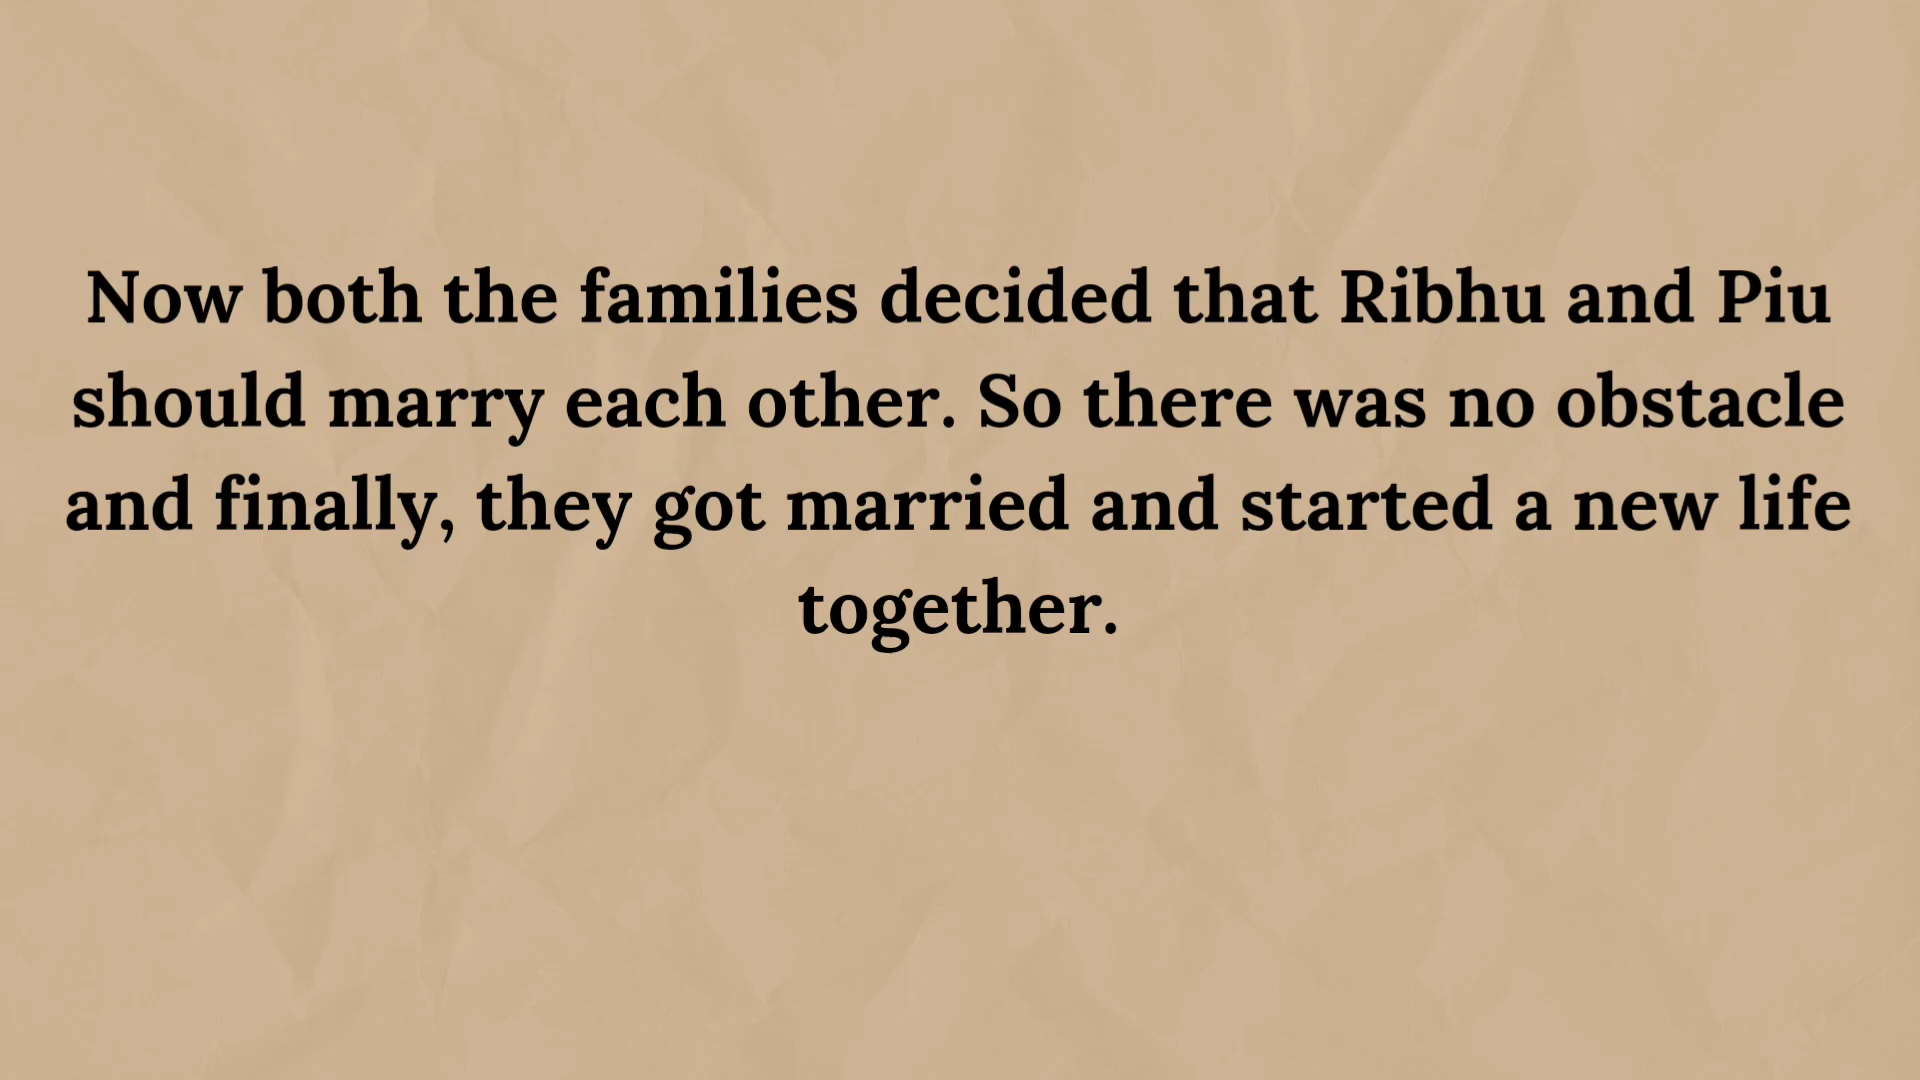 Now both the families decided that Ribhu and Piu
should marry each other. So there was no obstacle
and finally, they got married and started a new life
together.